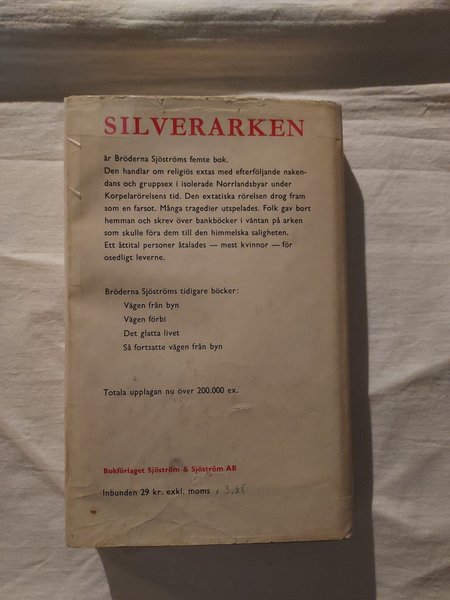 SILVERARKEN
är Bröderna Sjöströms femte bok.
Den handlar om religiös extas med efterföljande naken-
dans och gruppsex i isolerade Norrlandsbyar under
Korpelarörelsens tid. Den extatiska rörelsen drog fram
som en farsot. Många tragedier utspelades. Folk gav bort
hemman och skrev över bankböcker i väntan på arken
som skulle föra dem till den himmelska saligheten.
Ett åttital personer åtalades — mest kvinnor — för
osedligt leverne.
Bröderna Sjöströms tidigare böcker:
Vägen från byn
Vägen förbi
Det glatta livet
Så fortsatte vägen från byn
Totala upplagan nu över 200.000 ex.
Bokförlaget Sjöström & Sjöström AB
Inbunden 29 kr. exkl. moms